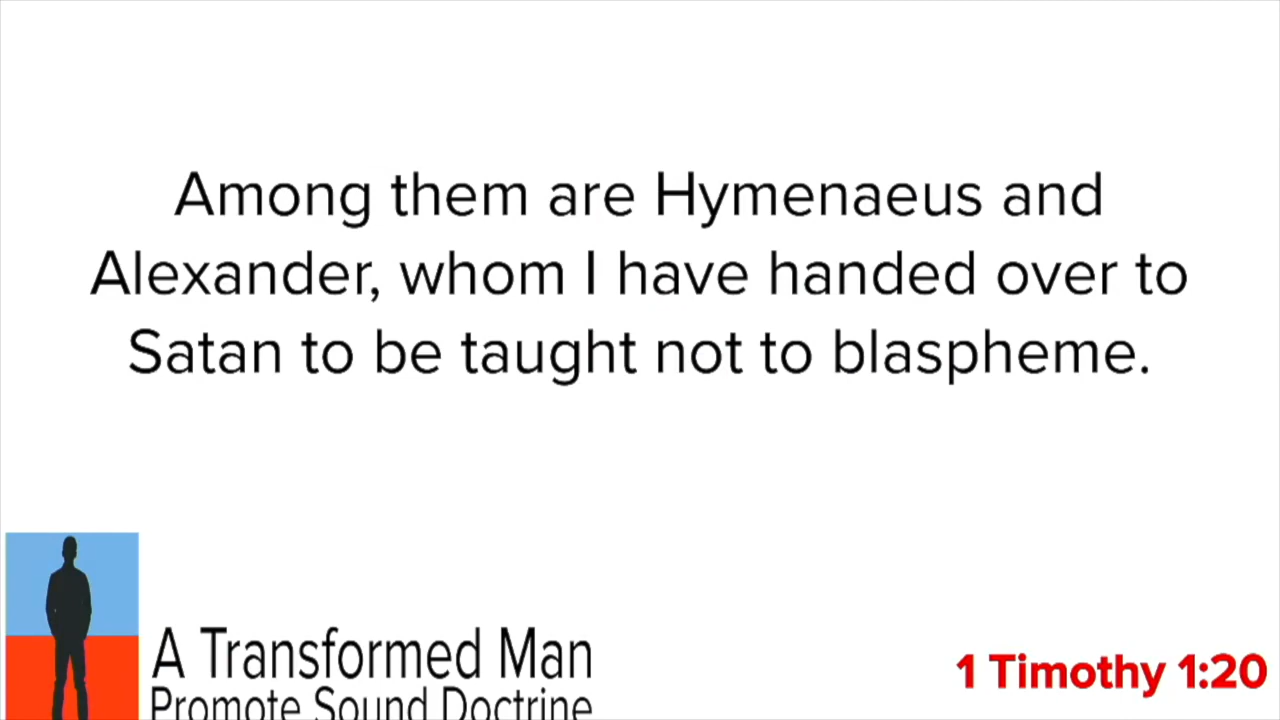 Among them are Hymenaeus and
Alexander, whom I have handed over to
Satan to be taught not to blaspheme.
A Transformed Man
Promote Sound Doctrine
1 Timothy 1:20